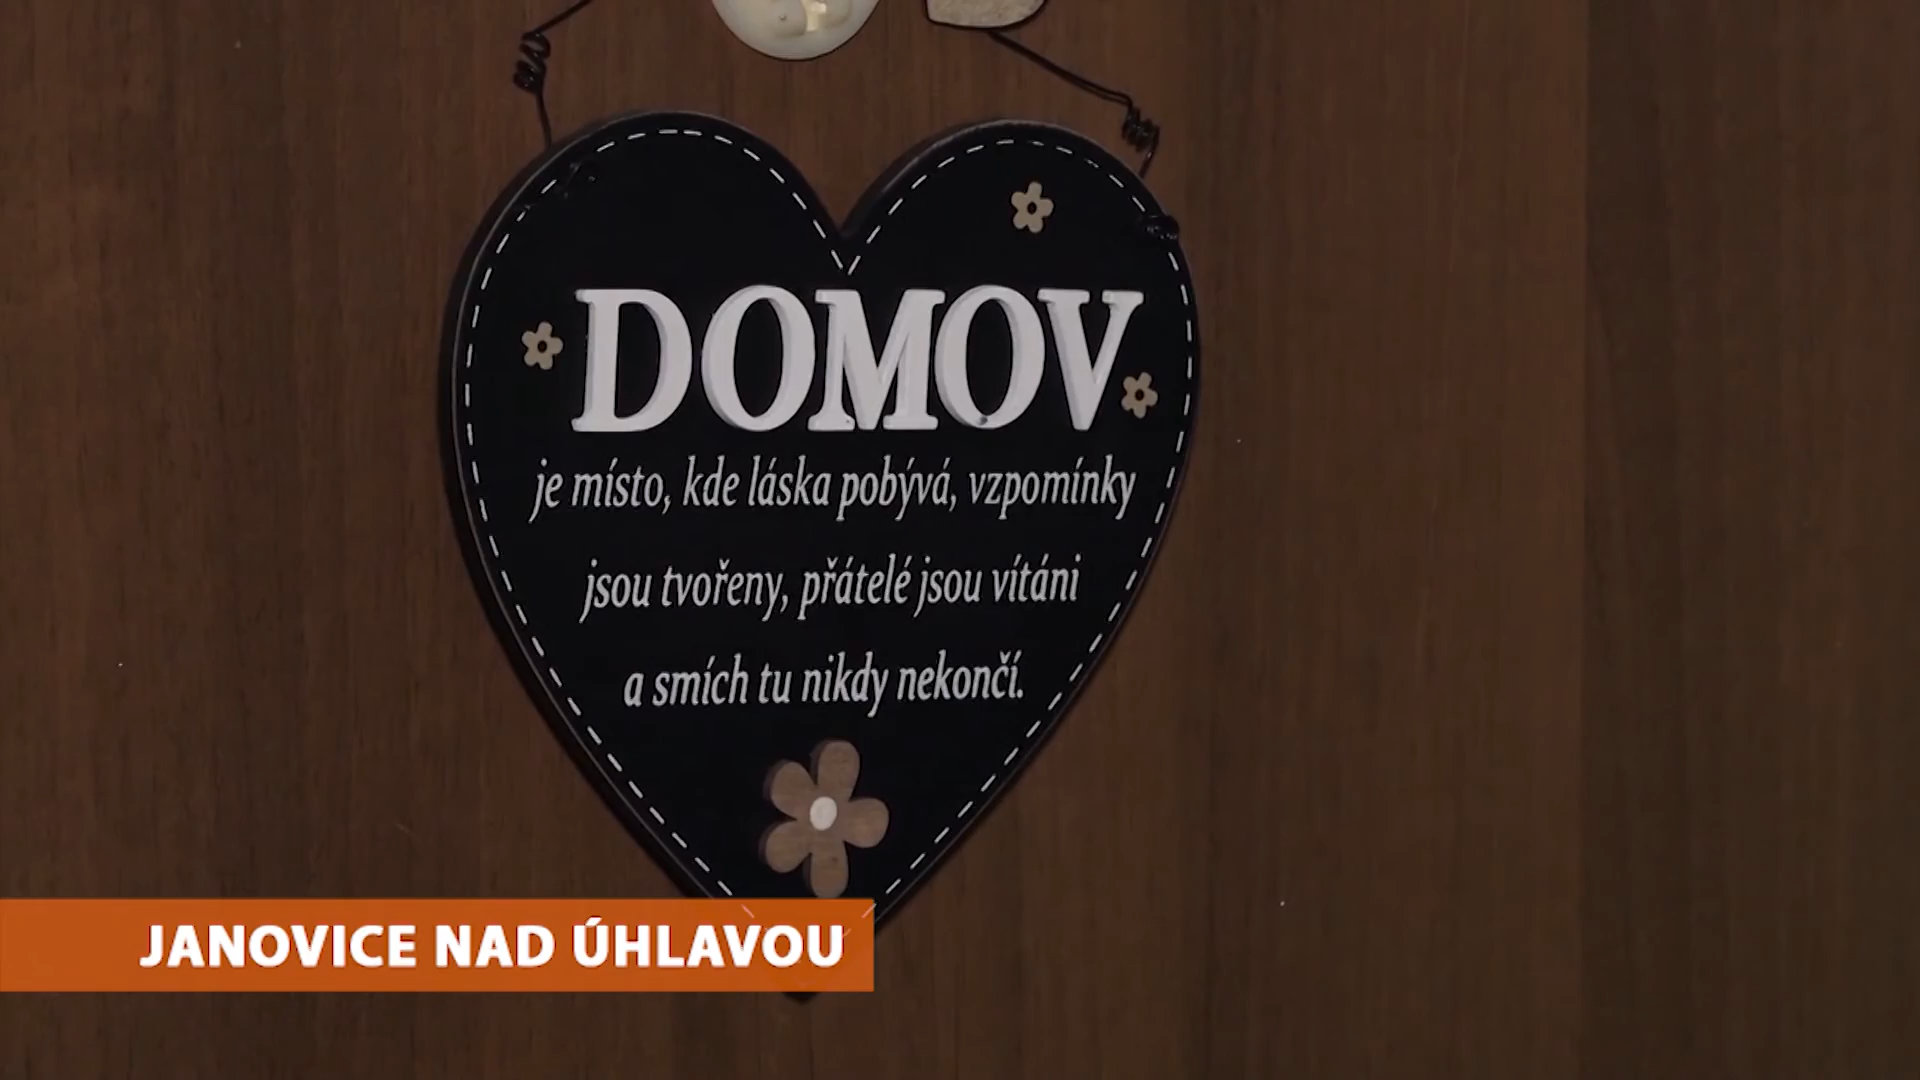 DOMOV
je místo, kde láska pobývá, vzpomínky
jsou tvořeny, přátelé jsou vítáni
a smích tu nikdy nekončí.
JANOVICE NAD ÚHLAVOU